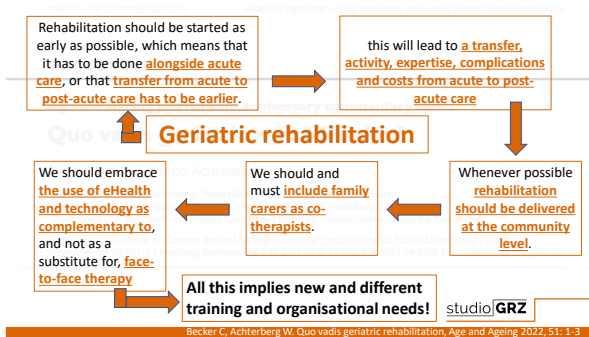 Rehabilitation should be started as
early as possible, which means that
it has to be done alongside acute
care, or that transfer from acute to
post-acute care has to be earlier.
this will lead to a transfer,
activity, expertise, complications
and costs from acute to post-
acute care
Geriatric rehabilitation
We should embrace
the use of eHealth
and technology as
complementary to,
and not as a
substitute for, face-
to-face therapy
We should and
must include family
carers as co-
therapists.
Whenever possible
rehabilitation
should be delivered
at the community
level.
All this implies new and different
training and organisational needs!
studio GRZ
Becker C, Achterberg W. Quo vadis geriatric rehabilitation, Age and Ageing 2022, 51: 1-3